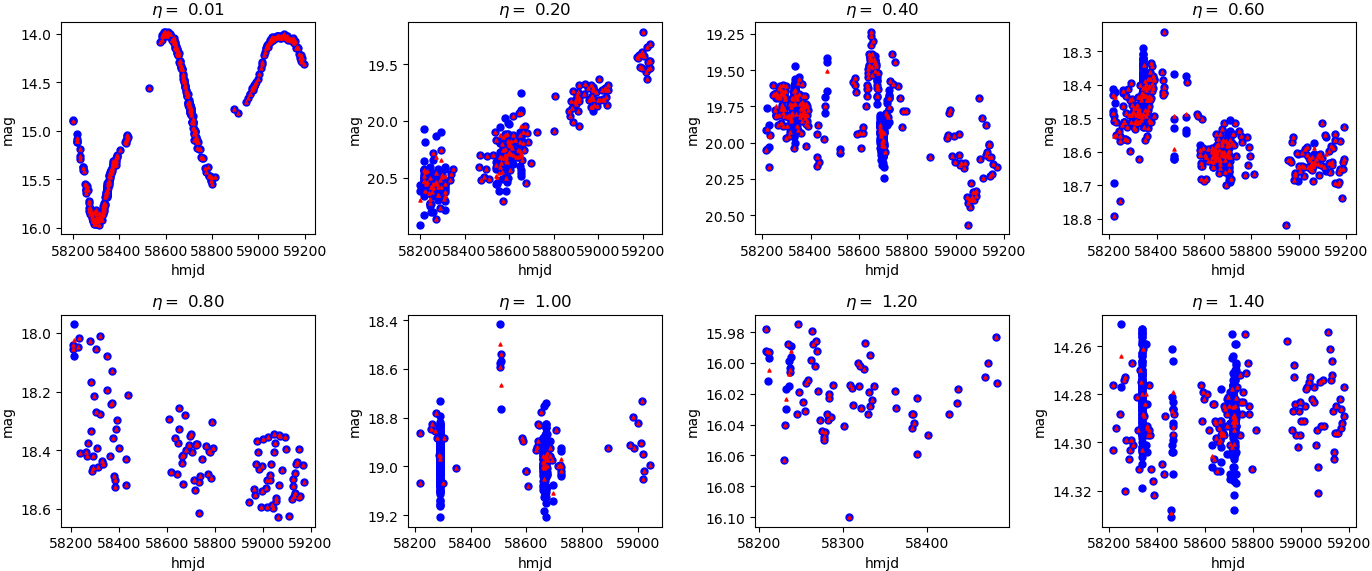 η = 0.01
14.0
14.5
15.0
15.5
16.0
mag
58200 58400 58600 58800 59000 59200
hmjd
η = 0.20
19.5
20.0
20.5
mag
58200 58400 58600 58800 59000 59200
hmjd
η = 0.40
19.25
19.50
19.75
20.00
20.25
20.50
mag
58200 58400 58600 58800 59000 59200
hmjd
η = 0.60
18.3
18.4
18.5
18.6
18.7
18.8
mag
58200 58400 58600 58800 59000 59200
hmjd
η = 0.80
18.0
18.2
18.4
18.6
mag
58200 58400 58600 58800 59000 59200
hmjd
η = 1.00
18.4
18.6
18.8
19.0
19.2
mag
58200 58400 58600 58800 59000
hmjd
η = 1.20
15.98
16.00
16.02
16.04
16.06
16.08
16.10
mag
58200 58300 58400
hmjd
η = 1.40
14.26
14.28
14.30
14.32
mag
58200 58400 58600 58800 59000 59200
hmjd